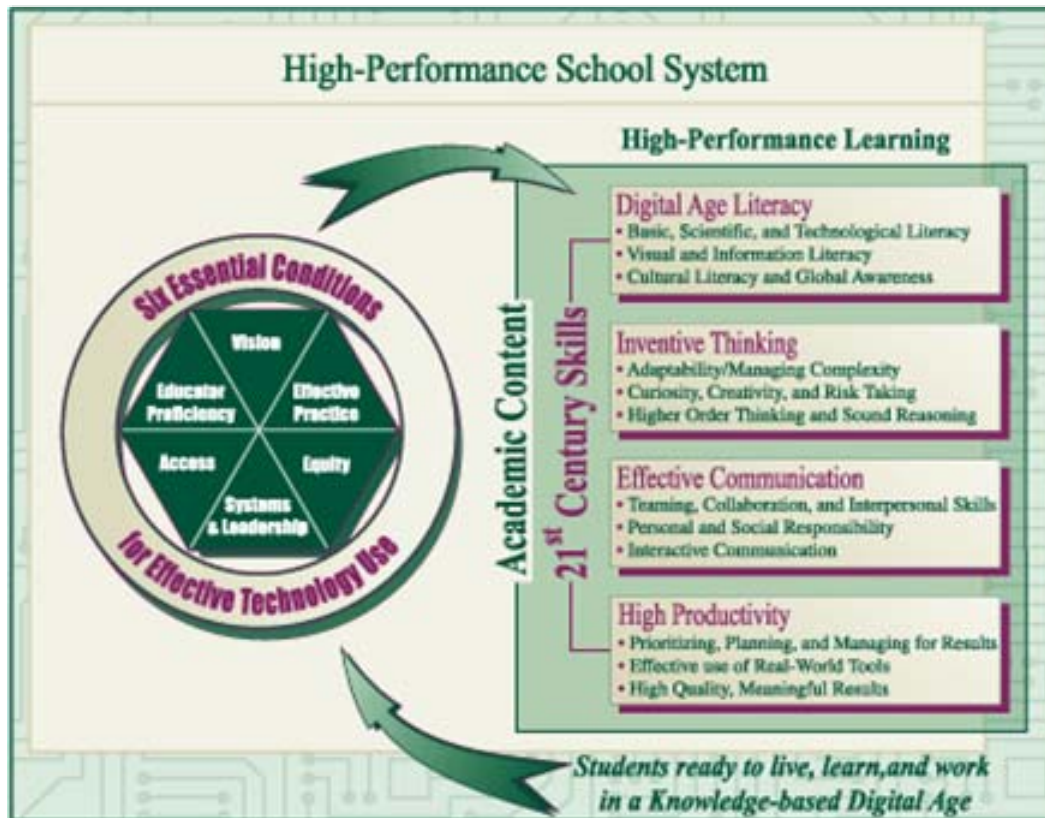 High-Performance School System
Six Essential Conditions
for Effective Technology Use
Vision
Educator
Proficiency
Effective
Practice
Access
Equity
Systems
& Leadership
High-Performance Learning
Academic Content
21st Century Skills
Digital Age Literacy
• Basic, Scientific, and Technological Literacy
• Visual and Information Literacy
• Cultural Literacy and Global Awareness
Inventive Thinking
• Adaptability/Managing Complexity
• Curiosity, Creativity, and Risk Taking
• Higher Order Thinking and Sound Reasoning
Effective Communication
• Teaming, Collaboration, and Interpersonal Skills
• Personal and Social Responsibility
• Interactive Communication
High Productivity
• Prioritizing, Planning, and Managing for Results
• Effective use of Real-World Tools
• High Quality, Meaningful Results
Students ready to live, learn,and work
in a Knowledge-based Digital Age